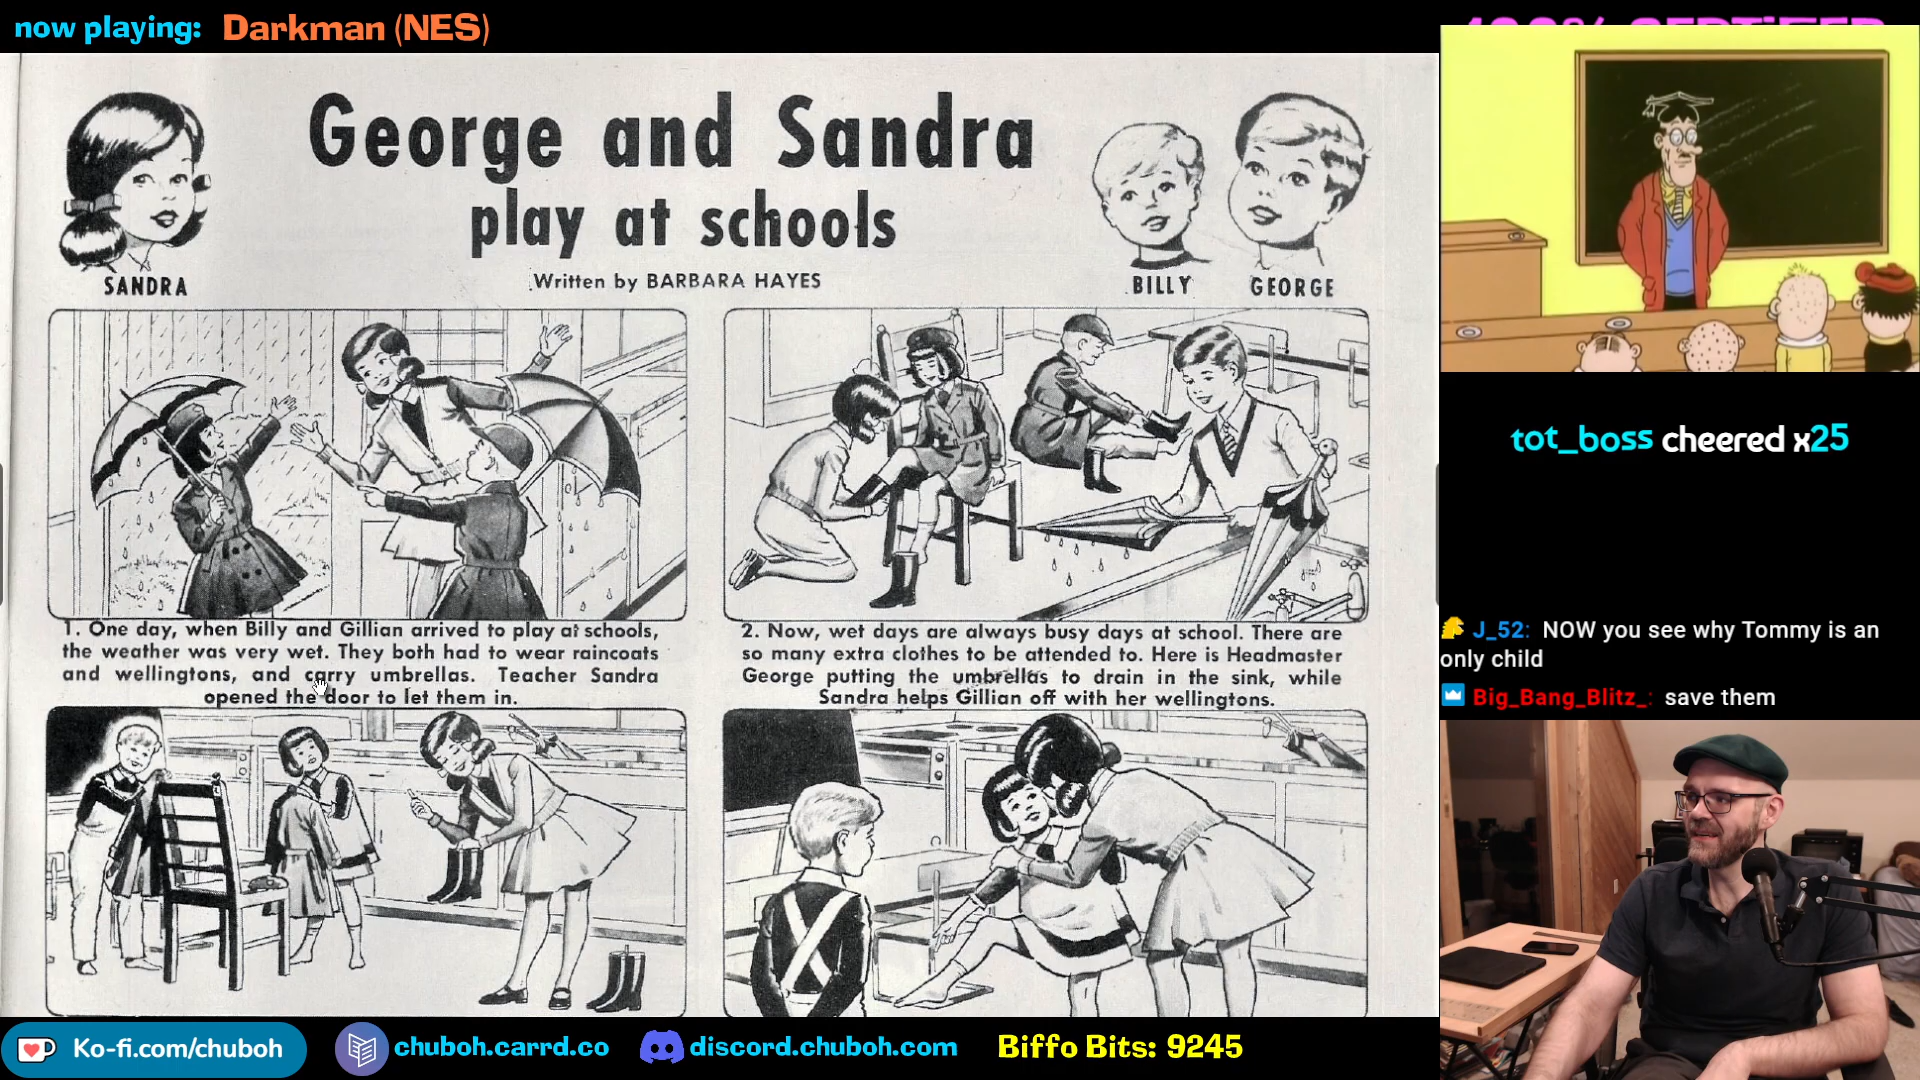 now playing: Darkman (NES)
George and Sandra
play at schools
Written by BARBARA HAYES
SANDRA
BILLY
GEORGE
1. One day, when Billy and Gillian arrived to play at schools,
the weather was very wet. They both had to wear raincoats
and wellingtons, and carry umbrellas. Teacher Sandra
opened the door to let them in.
2. Now, wet days are always busy days at school. There are
so many extra clothes to be attended to. Here is Headmaster
George putting the umbrellas to drain in the sink, while
Sandra helps Gillian off with her wellingtons.
tot_boss cheered x25
J_52: NOW you see why Tommy is an
only child
Big_Bang_Blitz_: save them
Ko-fi.com/chuboh
chuboh.carrd.co
discord.chuboh.com
Biffo Bits: 9245